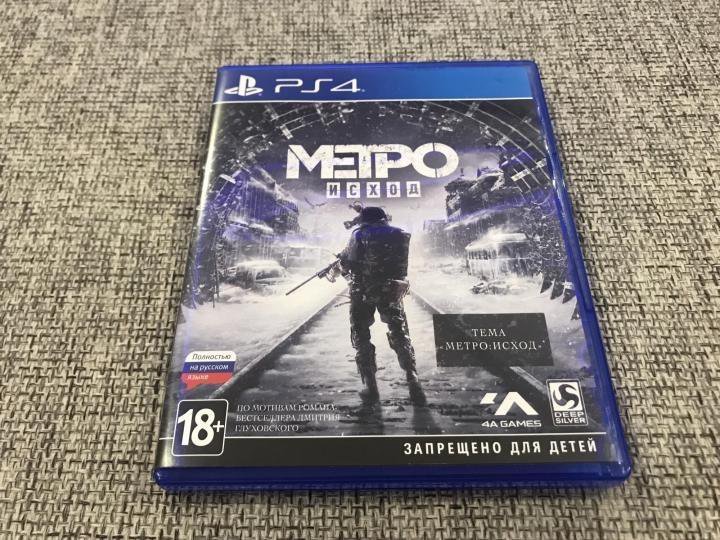 PS4
МЕТРО
ИСХОД
ТЕМА
«МЕТРО: ИСХОД»
Полностью
на русском
языке
18+
ПО МОТИВАМ РОМАНА-
БЕСТСЕЛЛЕРА ДМИТРИЯ
ГЛУХОВСКОГО
4A GAMES
DEEP
SILVER
ЗАПРЕЩЕНО ДЛЯ ДЕТЕЙ